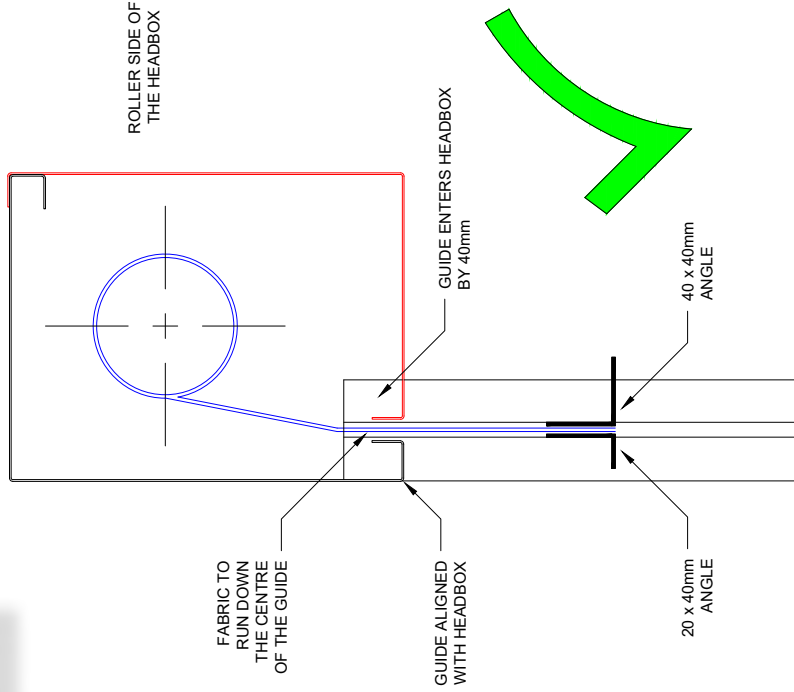 ROLLER SIDE OF
THE HEADBOX
FABRIC TO
RUN DOWN
THE CENTRE
OF THE GUIDE
GUIDE ENTERS HEADBOX
BY 40mm
GUIDE ALIGNED
WITH HEADBOX
20 x 40mm
ANGLE
40 x 40mm
ANGLE